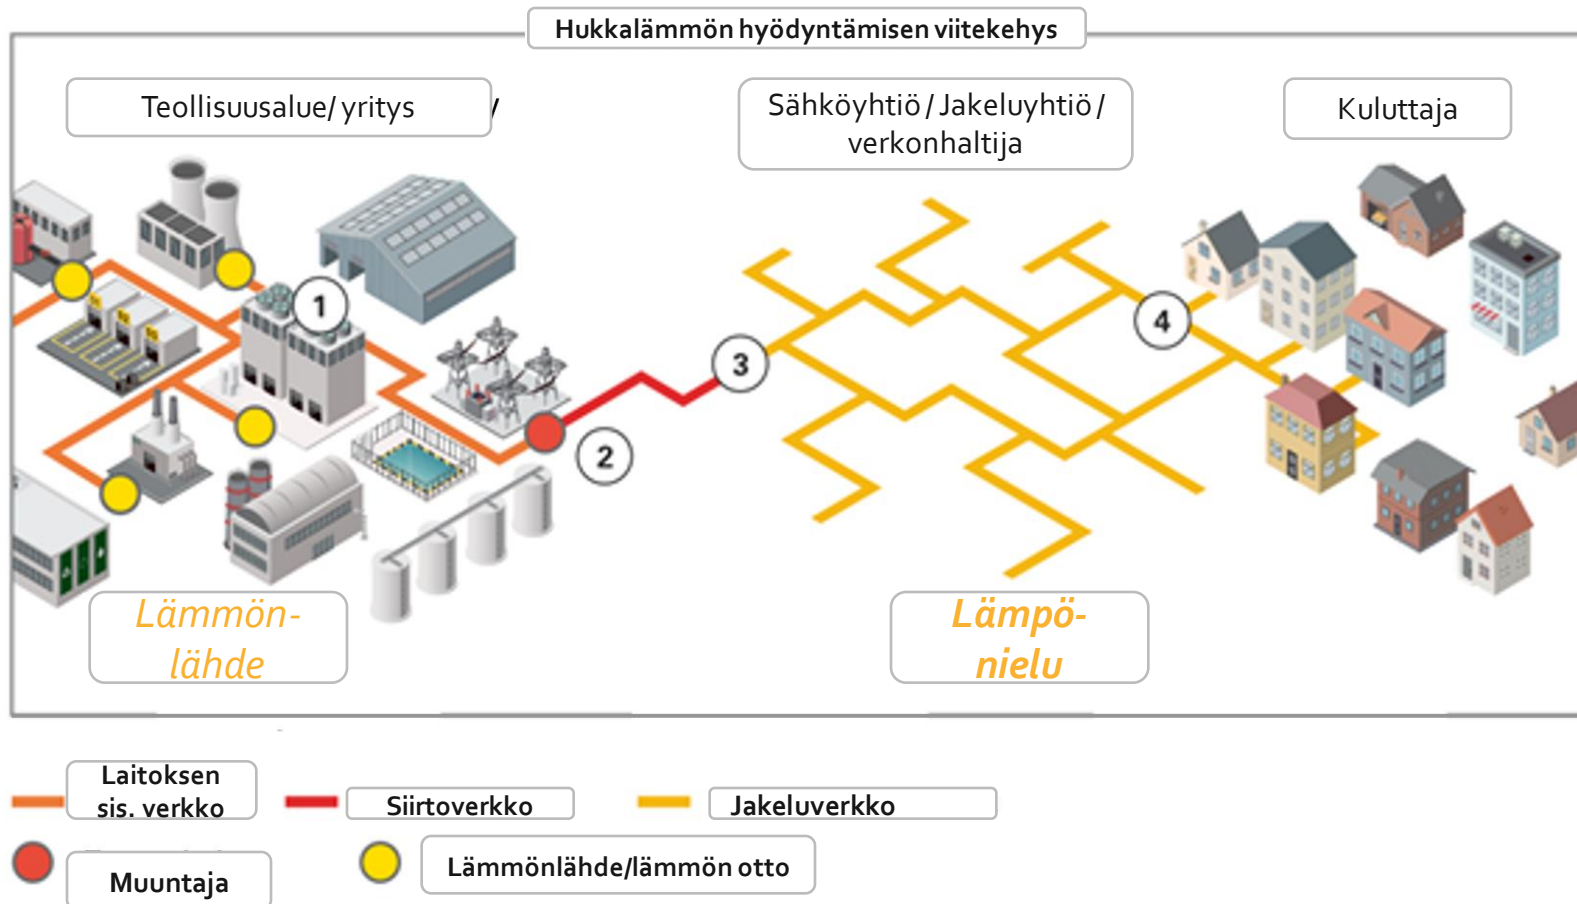 Hukkalämmön hyödyntämisen viitekehys
Teollisuusalue/ yritys
Sähköyhtiö / Jakeluyhtiö /
verkonhaltija
Kuluttaja
1
2
3
4
Lämmön-
lähde
Lämpö-
nielu
Laitoksen
sis. verkko
Siirtoverkko
Jakeluverkko
Muuntaja
Lämmönlähde/lämmön otto